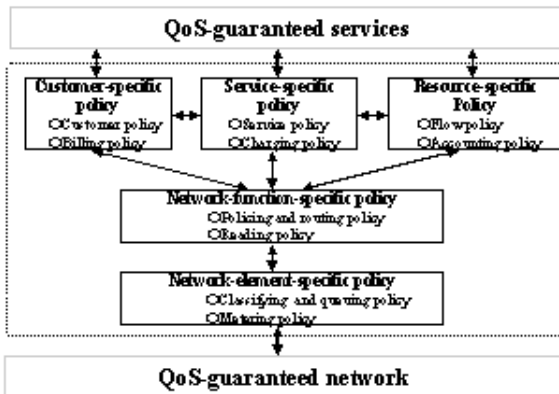 QoS-guaranteed services
Customer-specific policy
○Customer policy
○Billing policy
Service-specific policy
○Service policy
○Charging policy
Resource-specific Policy
○Flow policy
○Accounting policy
Network-function-specific policy
○Policing and routing policy
○Reading policy
Network-element-specific policy
○Classifying and queuing policy
○Metering policy
QoS-guaranteed network